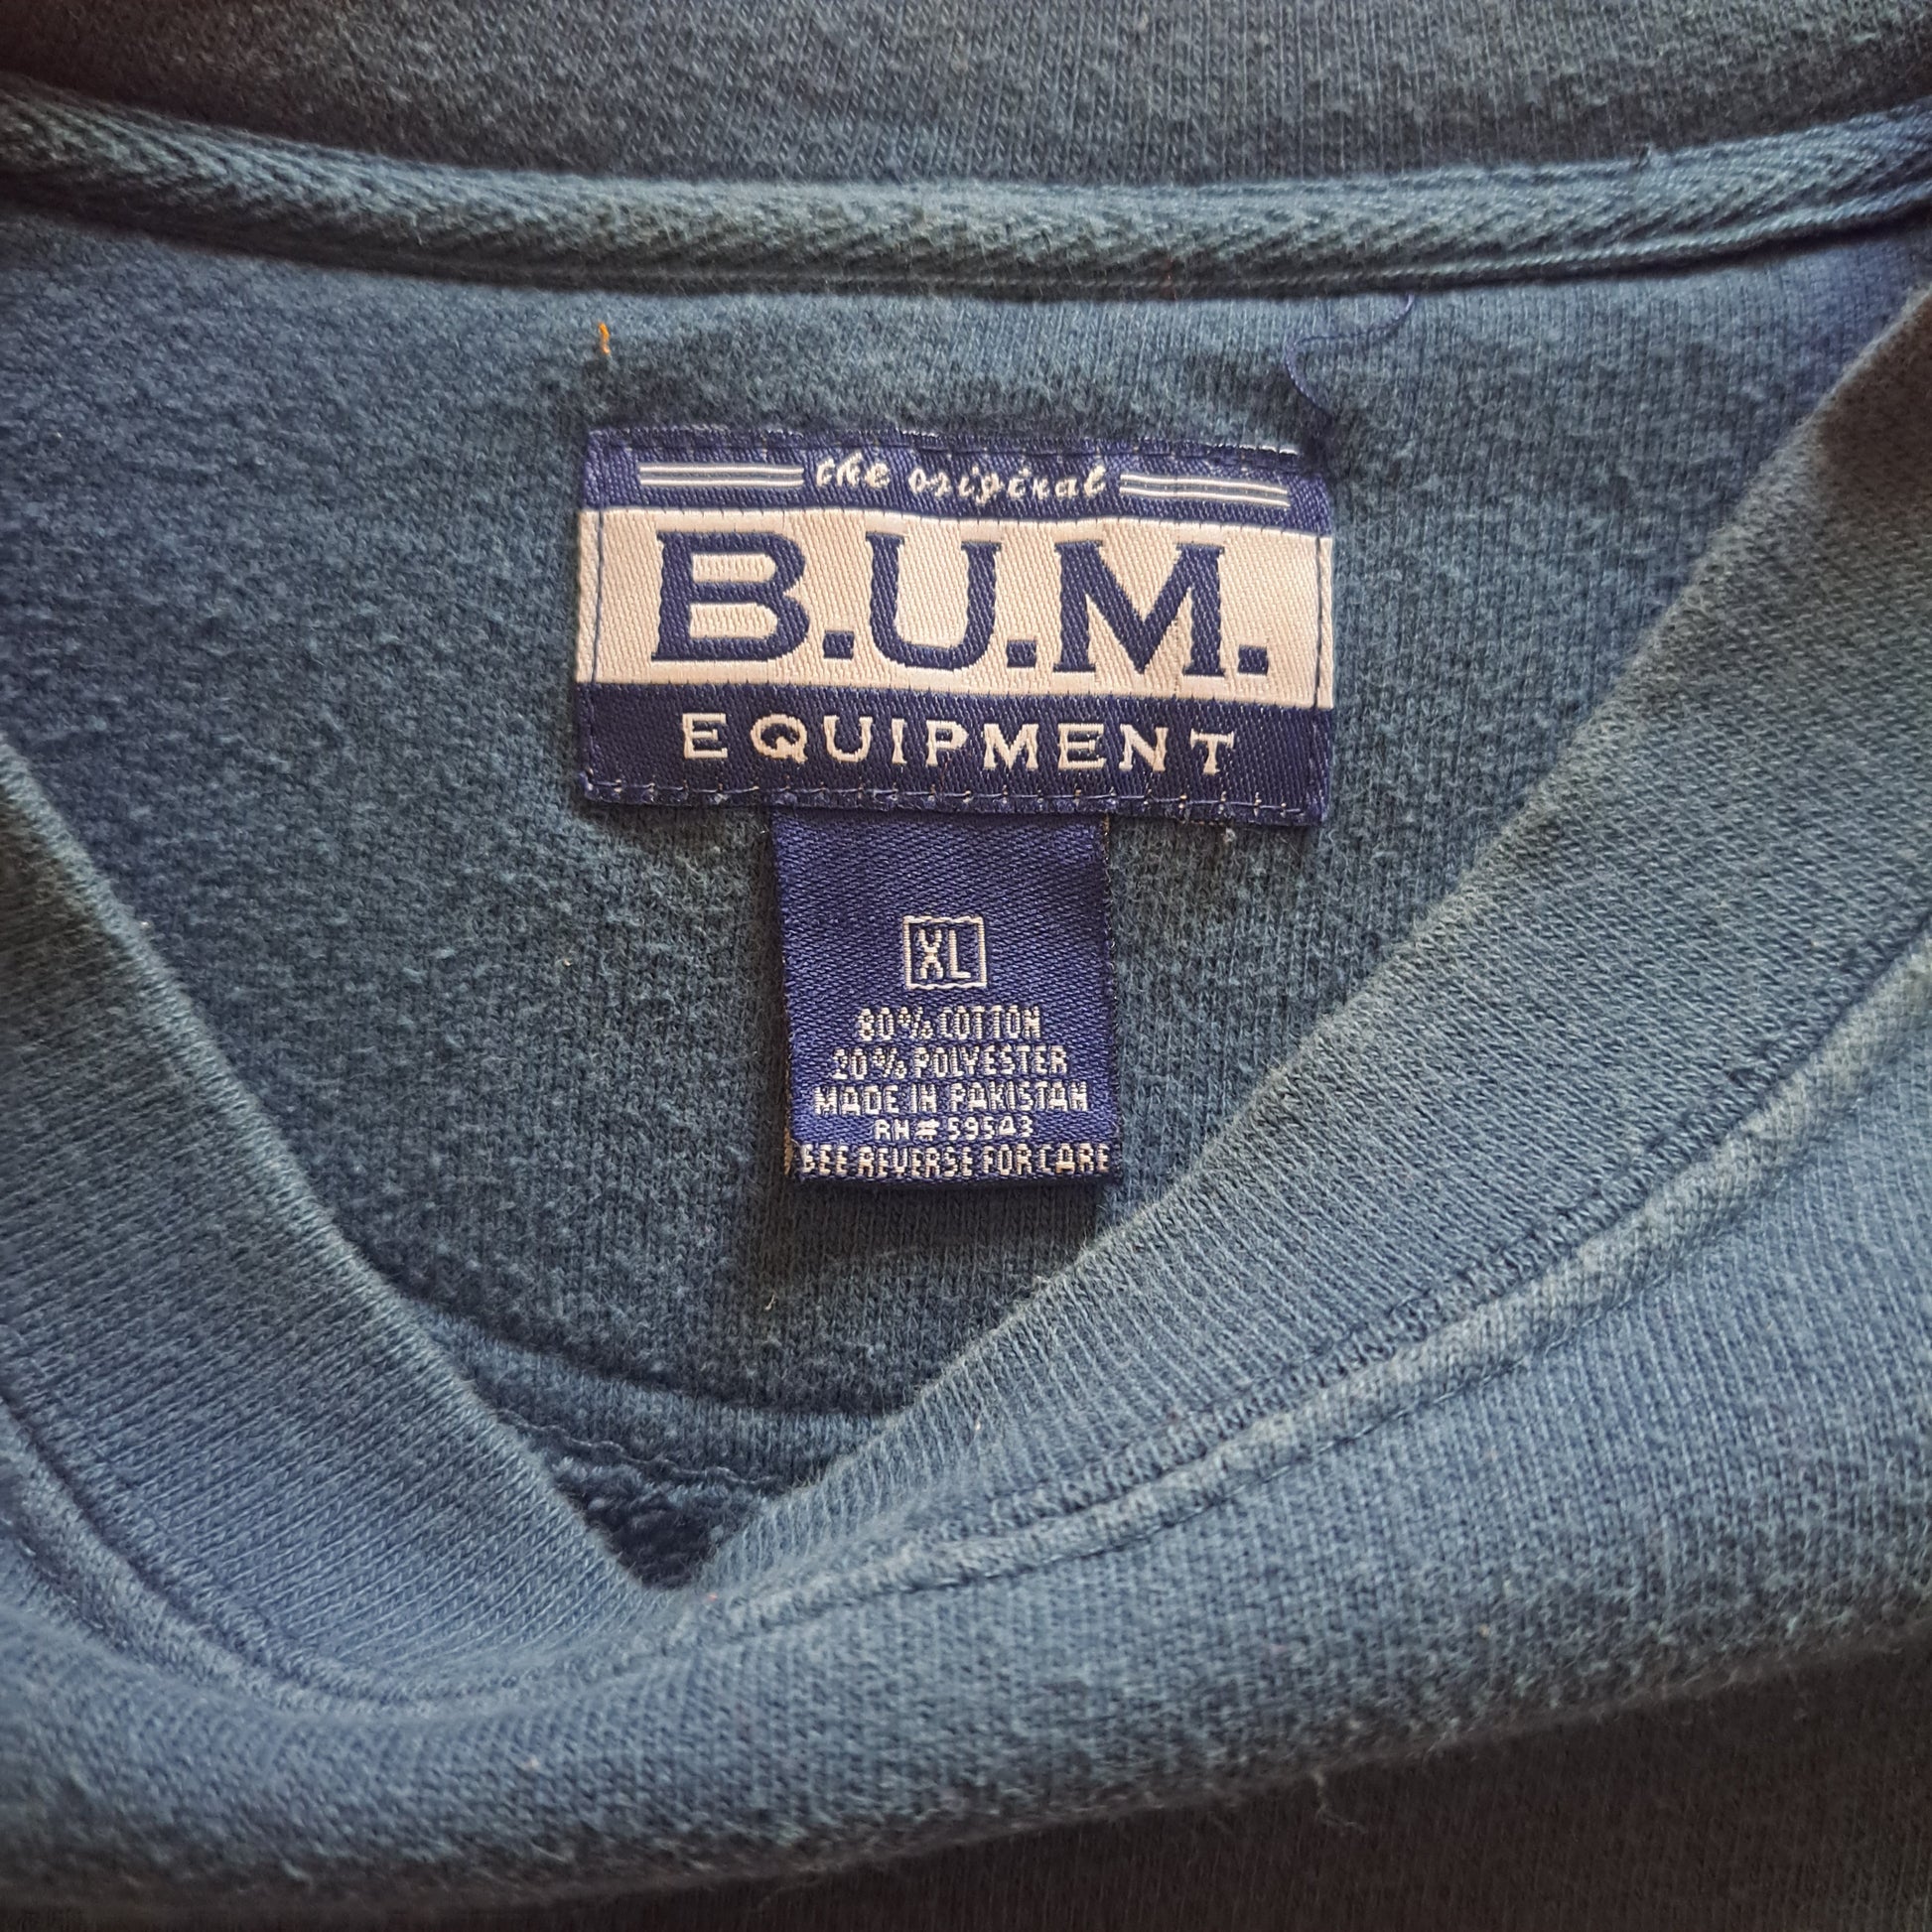 the original
B.U.M.
EQUIPMENT
XL
80% COTTON
20% POLYESTER
MADE IN PAKISTAN
RN# 59543
SEE REVERSE FOR CARE